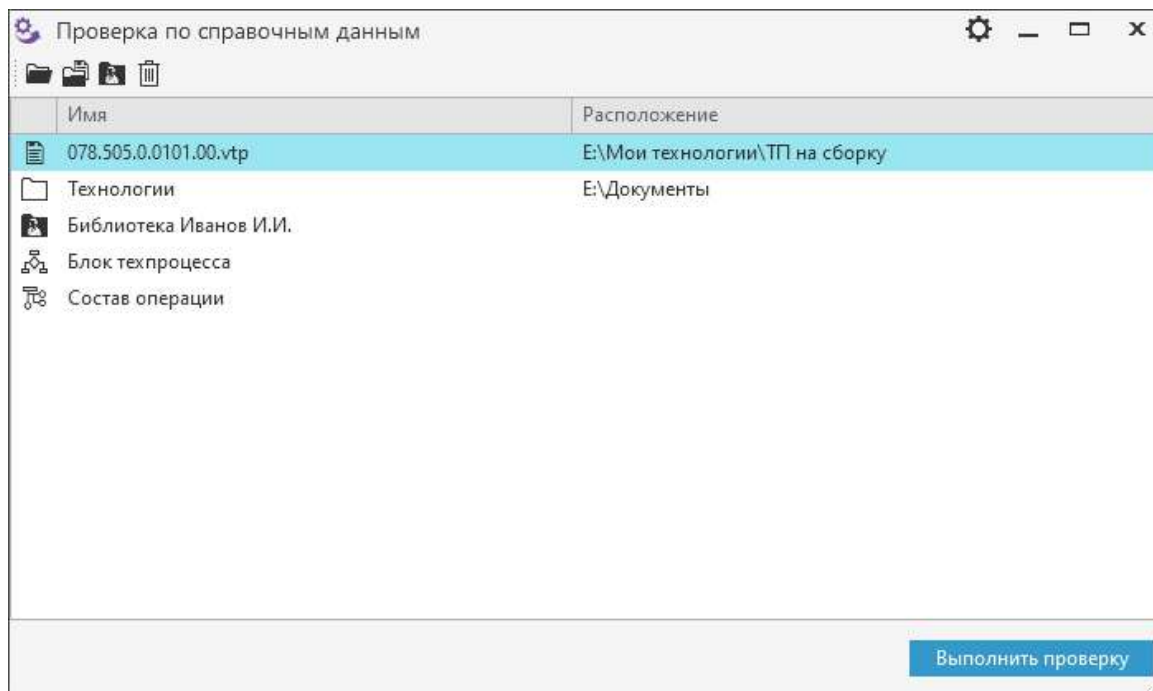 Проверка по справочным данным
Имя Расположение
078.505.0.0101.00.vtp E:\Мои технологии\ТП на сборку
Технологии E:\Документы
Библиотека Иванов И.И.
Блок техпроцесса
Состав операции
Выполнить проверку